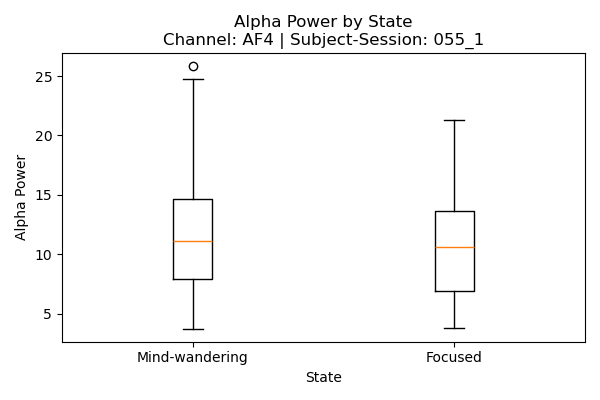 Alpha Power by State
Channel: AF4 | Subject-Session: 055_1
Alpha Power
25
20
15
10
5
Mind-wandering
Focused
State